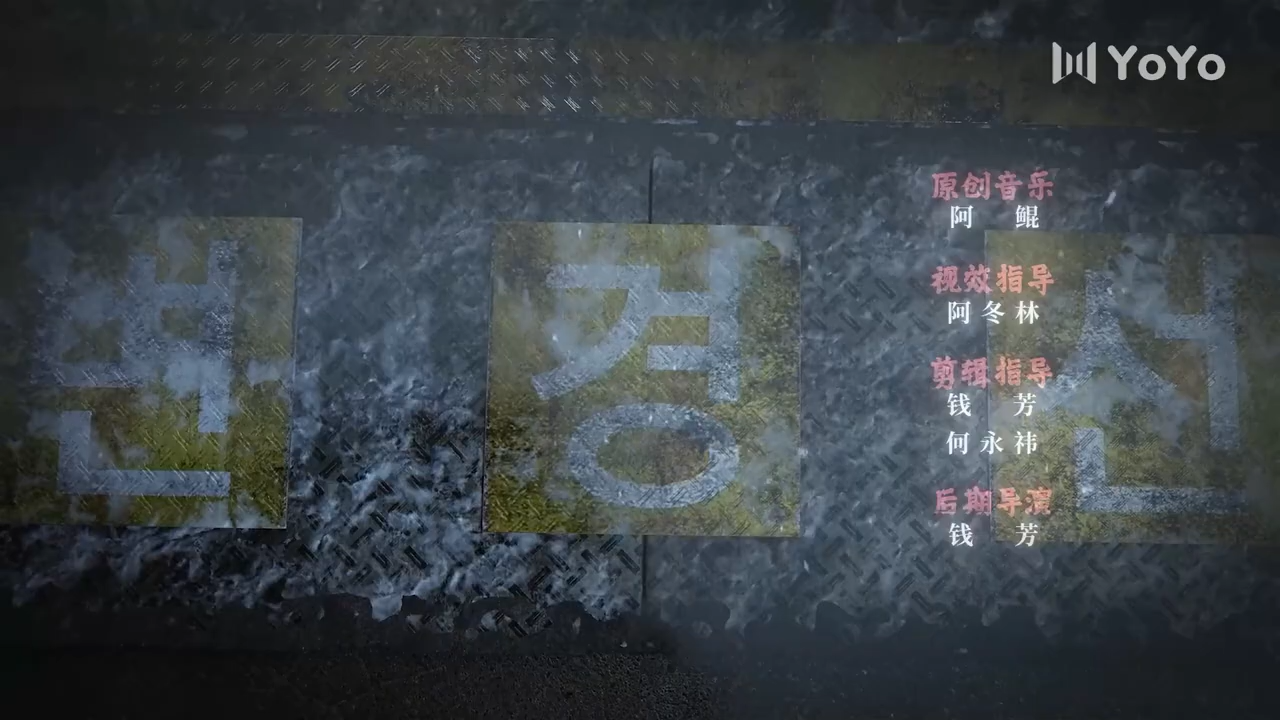 YoYo
原创音乐
阿 鲲
视效指导
阿冬林
剪辑指导
钱 芳
何永祎
后期导演
钱 芳
경 선